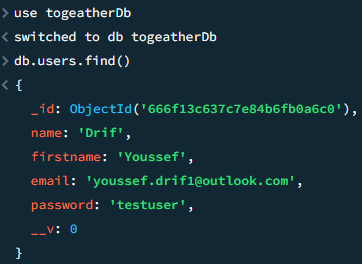 > use togeatherDb
< switched to db togeatherDb
> db.users.find()
< {
_id: ObjectId('666f13c637c7e84b6fb0a6c0'),
name: 'Drif',
firstname: 'Youssef',
email: 'youssef.drif1@outlook.com',
password: 'testuser',
__v: 0
}